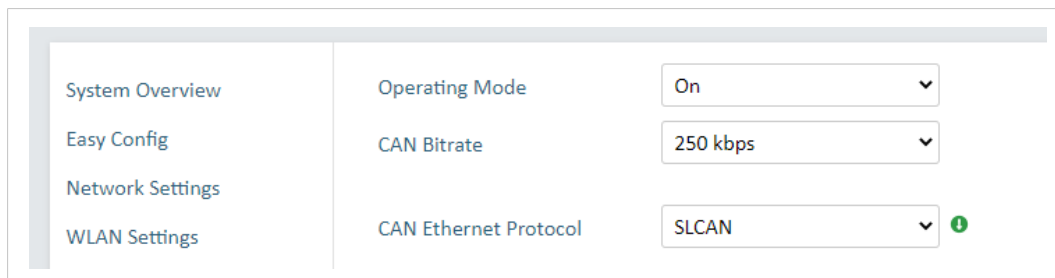 System Overview
Easy Config
Network Settings
WLAN Settings
Operating Mode
On
CAN Bitrate
250 kbps
CAN Ethernet Protocol
SLCAN